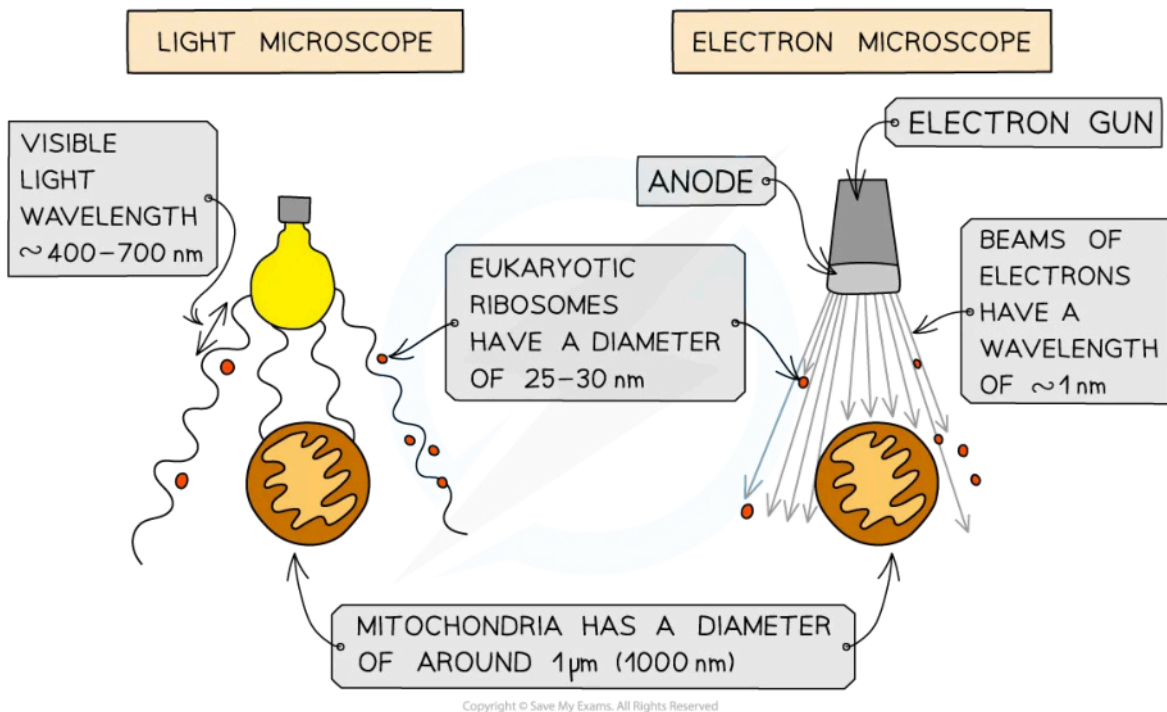 LIGHT MICROSCOPE
ELECTRON MICROSCOPE
VISIBLE
LIGHT
WAVELENGTH
~400-700 nm
ELECTRON GUN
ANODE
EUKARYOTIC
RIBOSOMES
HAVE A DIAMETER
OF 25-30 nm
BEAMS OF
ELECTRONS
HAVE A
WAVELENGTH
OF ~1 nm
MITOCHONDRIA HAS A DIAMETER
OF AROUND 1 µm (1000 nm)
Copyright © Save My Exams. All Rights Reserved